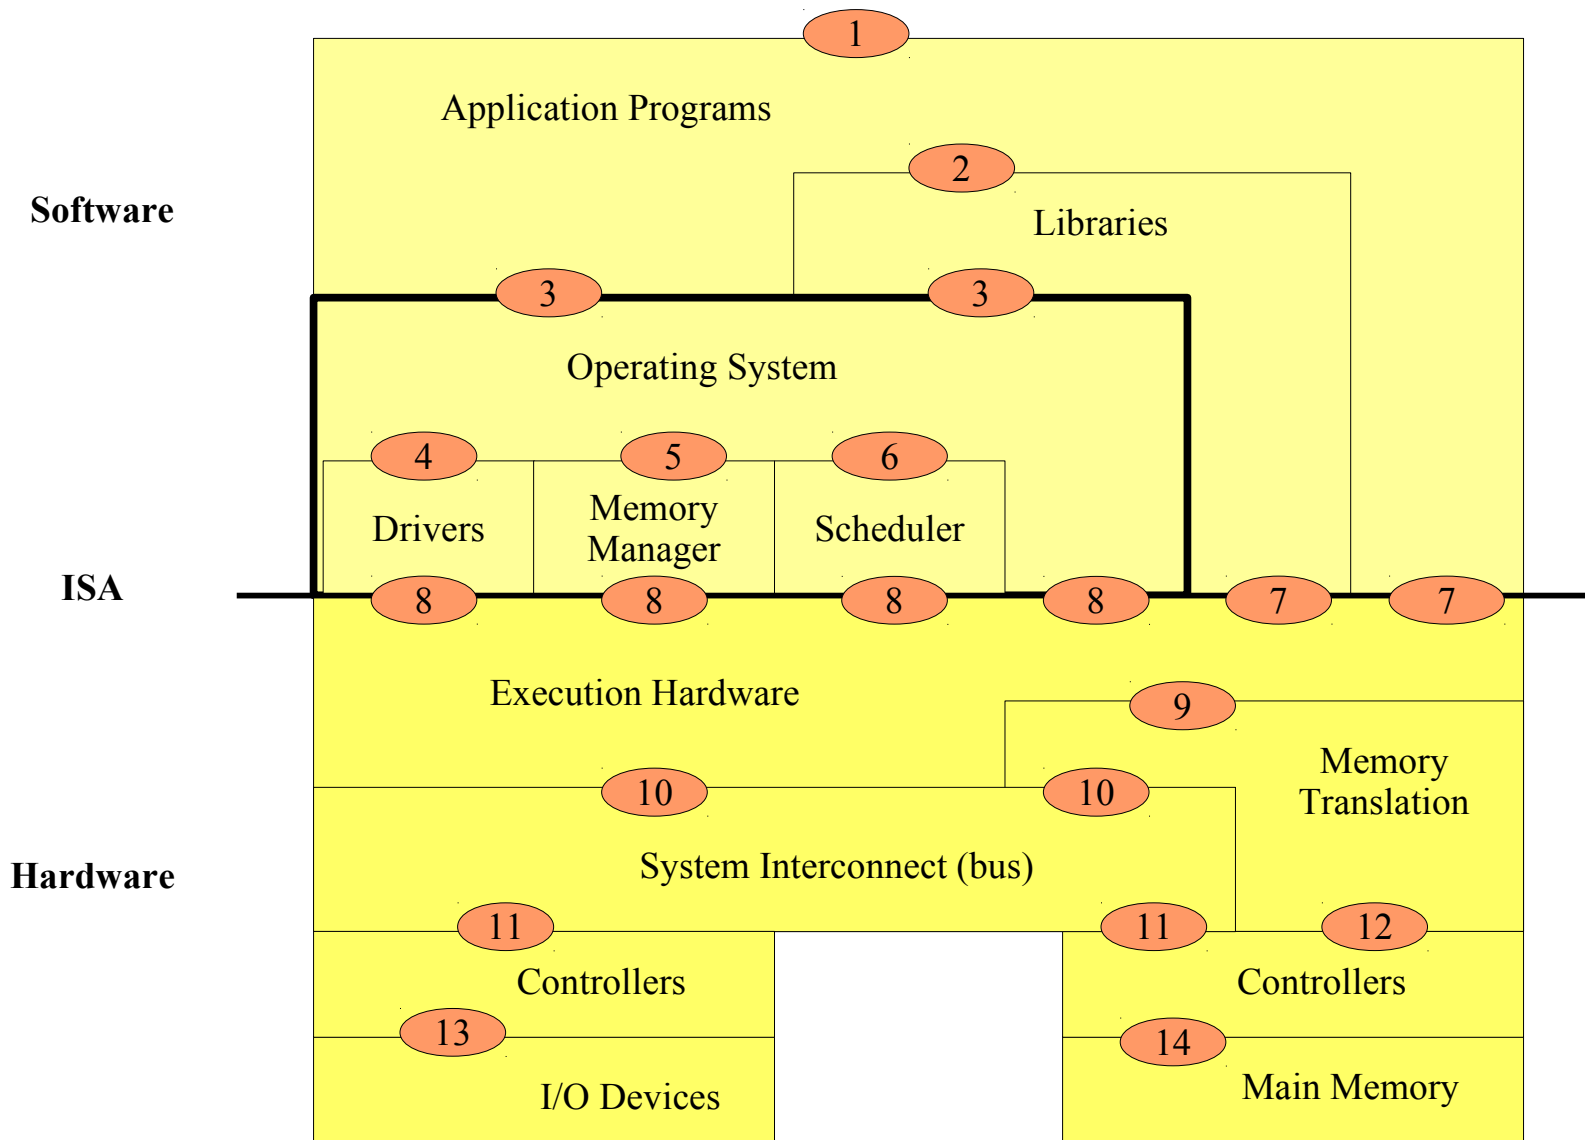 1
Application Programs
2
Software
Libraries
3 3
Operating System
4 5 6
Drivers
Memory
Manager
Scheduler
ISA
8 8 8 8 7 7
Execution Hardware
9
Memory
Translation
10 10
System Interconnect (bus)
Hardware
11 11 12
Controllers Controllers
13 14
I/O Devices Main Memory